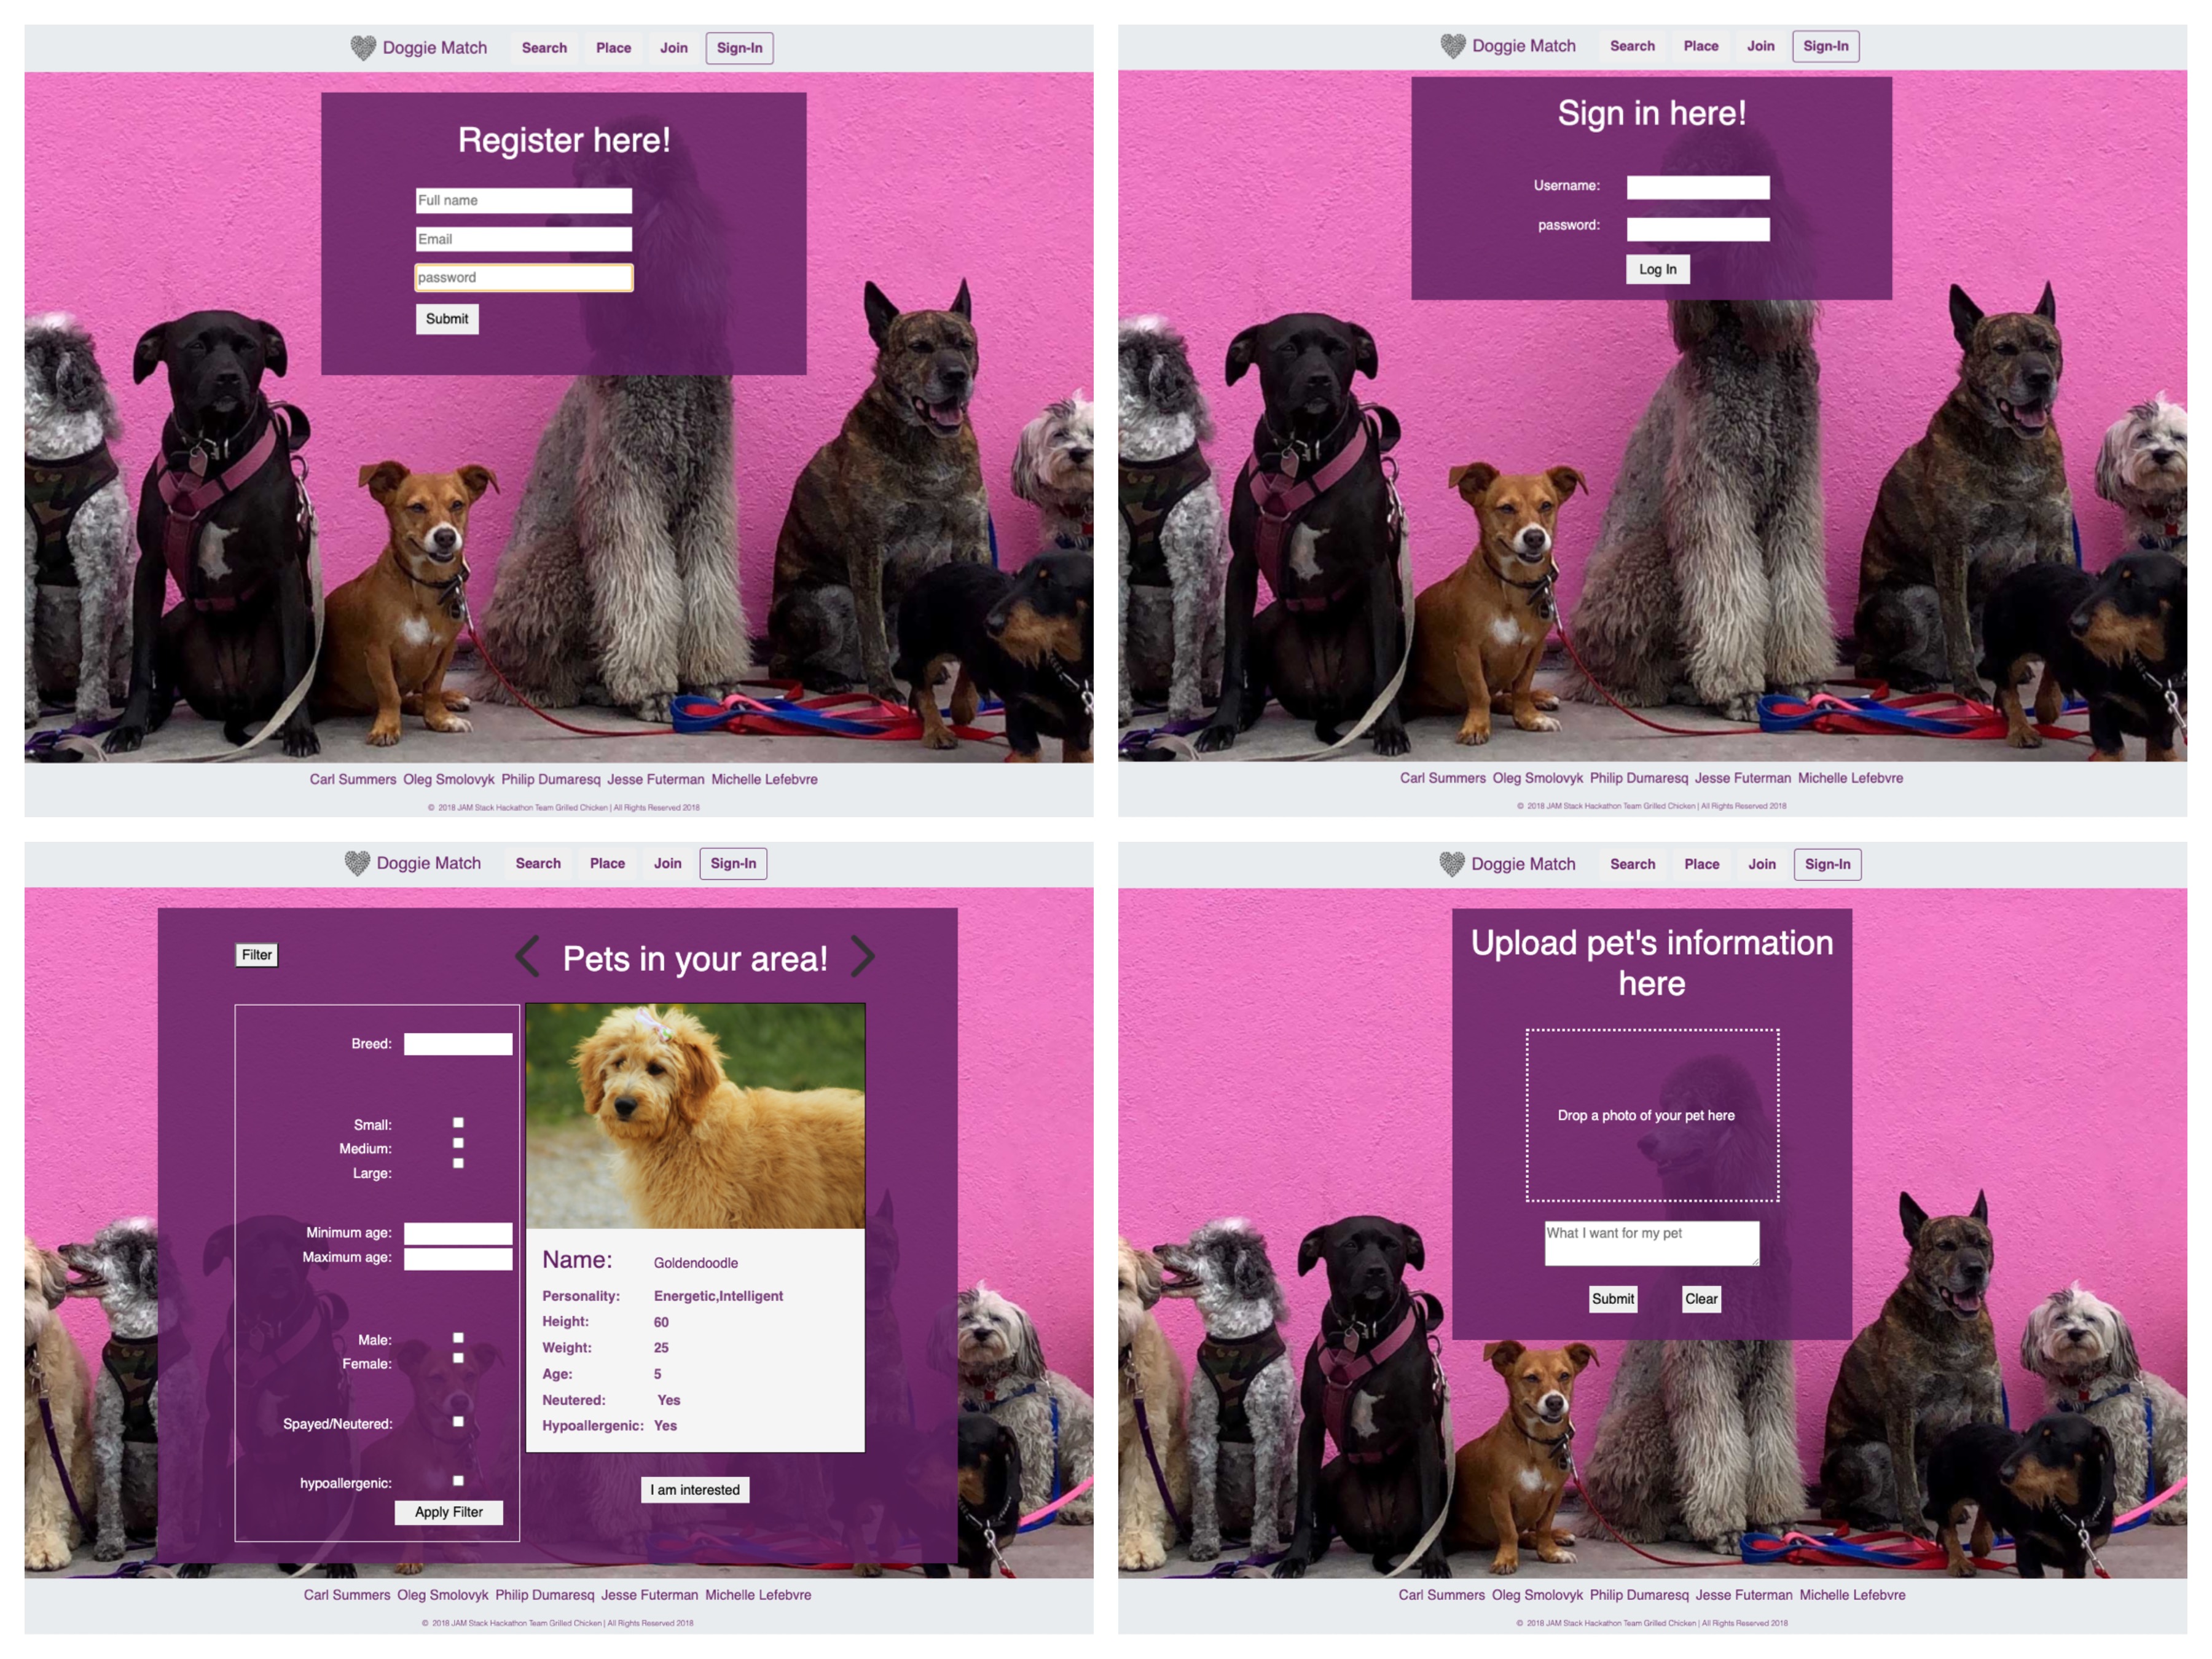 Doggie Match Search Place Join Sign-In
Register here!
Full name
Email
password
Submit
Carl Summers Oleg Smolovyk Philip Dumaresq Jesse Futerman Michelle Lefebvre
© 2018 JAM Stack Hackathon Team Grilled Chicken | All Rights Reserved 2018
Doggie Match Search Place Join Sign-In
Sign in here!
Username:
password:
Log In
Carl Summers Oleg Smolovyk Philip Dumaresq Jesse Futerman Michelle Lefebvre
© 2018 JAM Stack Hackathon Team Grilled Chicken | All Rights Reserved 2018
Doggie Match Search Place Join Sign-In
Filter
Pets in your area!
Breed:
Small:
Medium:
Large:
Minimum age:
Maximum age:
Male:
Female:
Spayed/Neutered:
hypoallergenic:
Apply Filter
Name: Goldendoodle
Personality: Energetic,Intelligent
Height: 60
Weight: 25
Age: 5
Neutered: Yes
Hypoallergenic: Yes
I am interested
Carl Summers Oleg Smolovyk Philip Dumaresq Jesse Futerman Michelle Lefebvre
© 2018 JAM Stack Hackathon Team Grilled Chicken | All Rights Reserved 2018
Doggie Match Search Place Join Sign-In
Upload pet's information
here
Drop a photo of your pet here
What I want for my pet
Submit Clear
Carl Summers Oleg Smolovyk Philip Dumaresq Jesse Futerman Michelle Lefebvre
© 2018 JAM Stack Hackathon Team Grilled Chicken | All Rights Reserved 2018